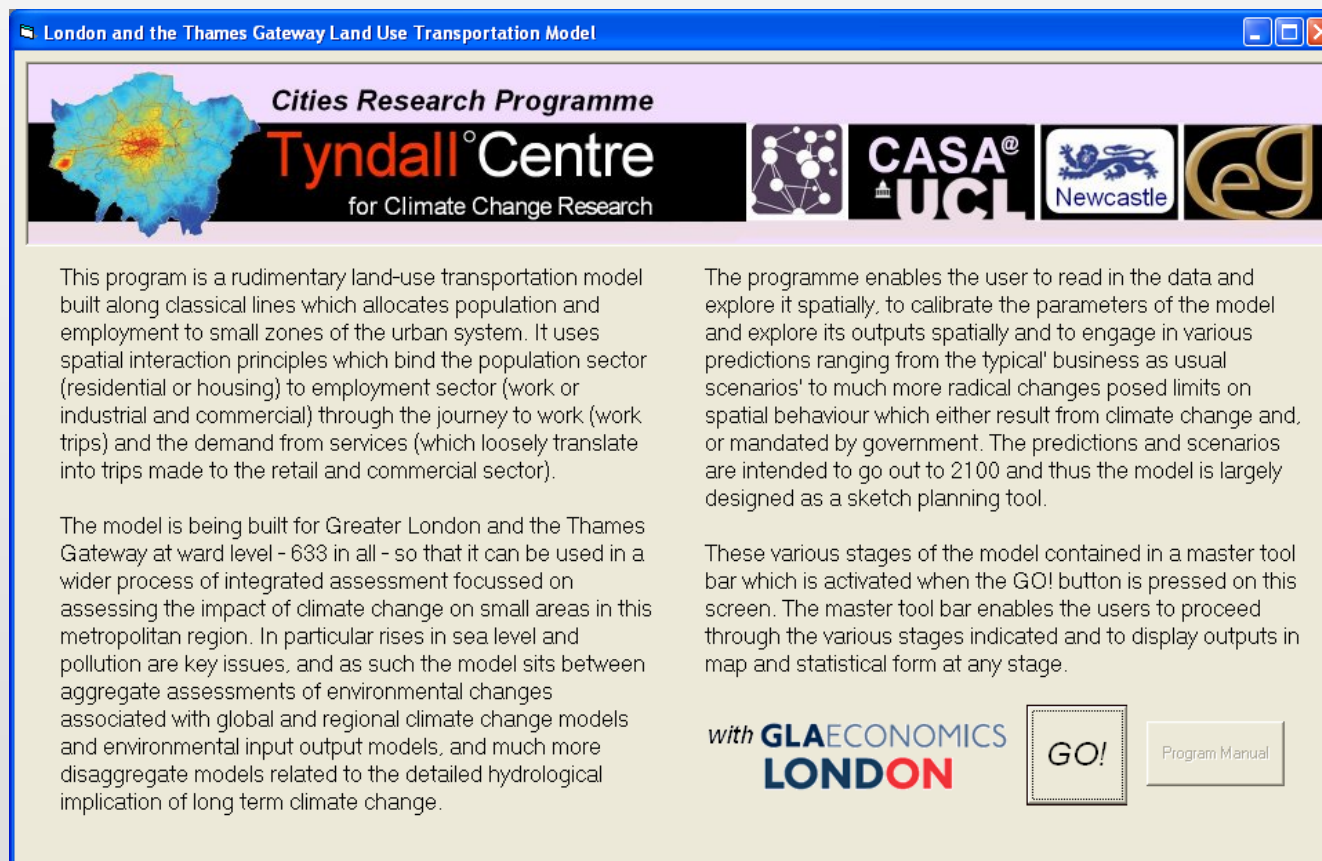 London and the Thames Gateway Land Use Transportation Model
Cities Research Programme
Tyndall°Centre
for Climate Change Research
CASA@
UCL
Newcastle
ceg
This program is a rudimentary land-use transportation model
built along classical lines which allocates population and
employment to small zones of the urban system. It uses
spatial interaction principles which bind the population sector
(residential or housing) to employment sector (work or
industrial and commercial) through the journey to work (work
trips) and the demand from services (which loosely translate
into trips made to the retail and commercial sector).
The model is being built for Greater London and the Thames
Gateway at ward level - 633 in all - so that it can be used in a
wider process of integrated assessment focussed on
assessing the impact of climate change on small areas in this
metropolitan region. In particular rises in sea level and
pollution are key issues, and as such the model sits between
aggregate assessments of environmental changes
associated with global and regional climate change models
and environmental input output models, and much more
disaggregate models related to the detailed hydrological
implication of long term climate change.
The programme enables the user to read in the data and
explore it spatially, to calibrate the parameters of the model
and explore its outputs spatially and to engage in various
predictions ranging from the typical' business as usual
scenarios' to much more radical changes posed limits on
spatial behaviour which either result from climate change and,
or mandated by government. The predictions and scenarios
are intended to go out to 2100 and thus the model is largely
designed as a sketch planning tool.
These various stages of the model contained in a master tool
bar which is activated when the GO! button is pressed on this
screen. The master tool bar enables the users to proceed
through the various stages indicated and to display outputs in
map and statistical form at any stage.
with GLAECONOMICS
LONDON
GO!
Program Manual